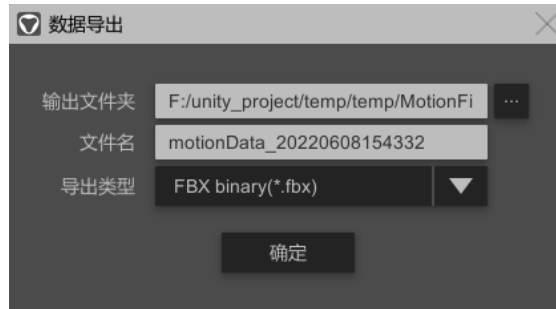 数据导出
输出文件夹 F:/unity_project/temp/temp/MotionFi ...
文件名 motionData_20220608154332
导出类型 FBX binary(*.fbx)
确定